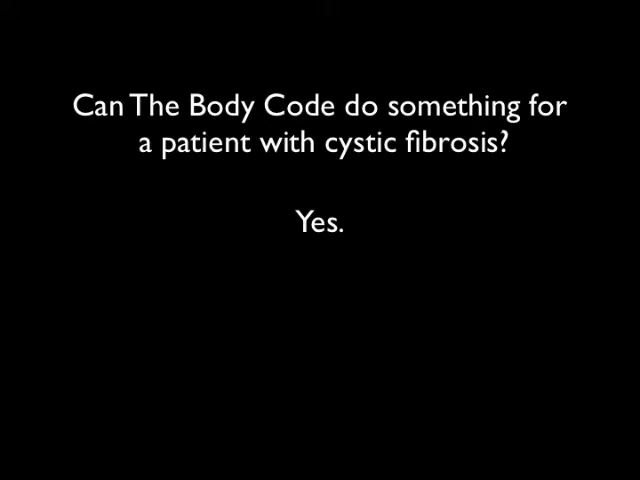 Can The Body Code do something for
a patient with cystic fibrosis?
Yes.